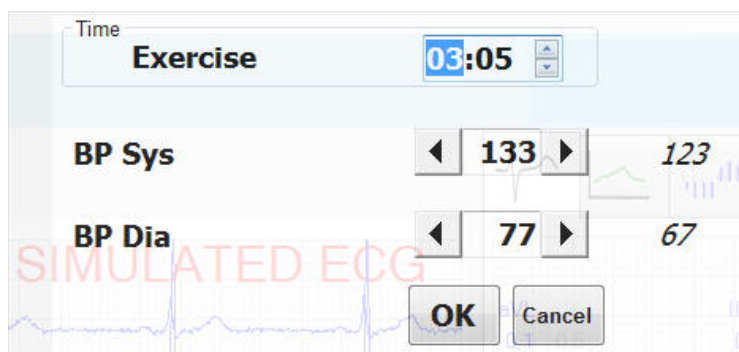 Time
Exercise 03:05
BP Sys 133 123
BP Dia 77 67
SIMULATED ECG
OK Cancel